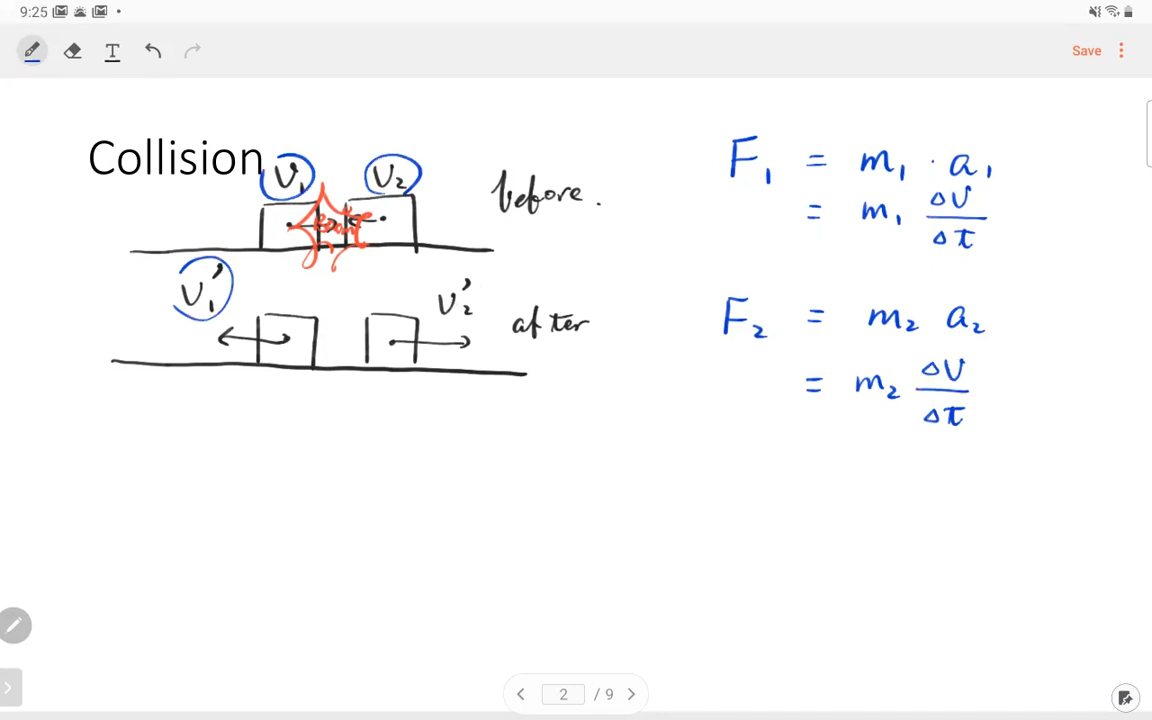 9:25
Save
Collision
V₁ V₂ before.
V₁' V₂' after
F₁ = m₁ · a₁
= m₁ ΔV/Δt
F₂ = m₂ a₂
= m₂ ΔV/Δt
2 / 9